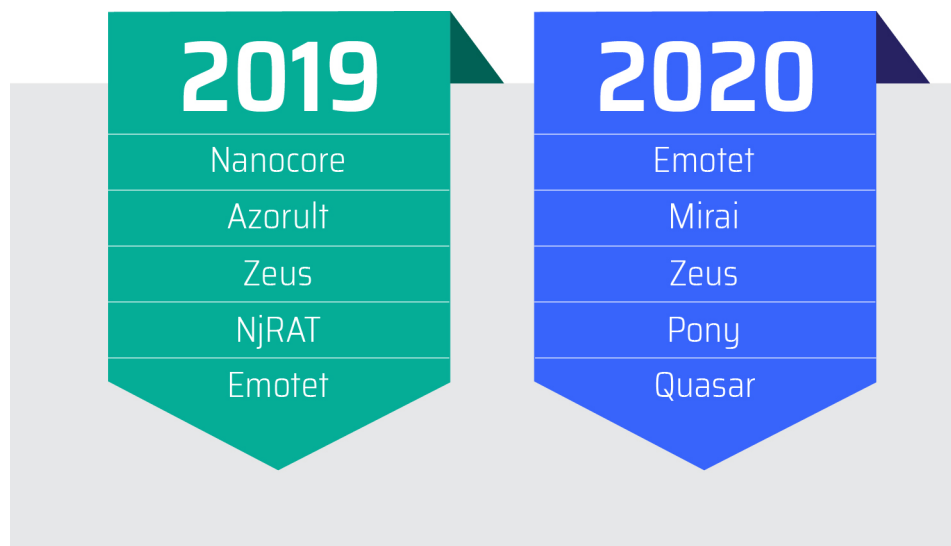 2019
Nanocore
Azorult
Zeus
NjRAT
Emotet
2020
Emotet
Mirai
Zeus
Pony
Quasar